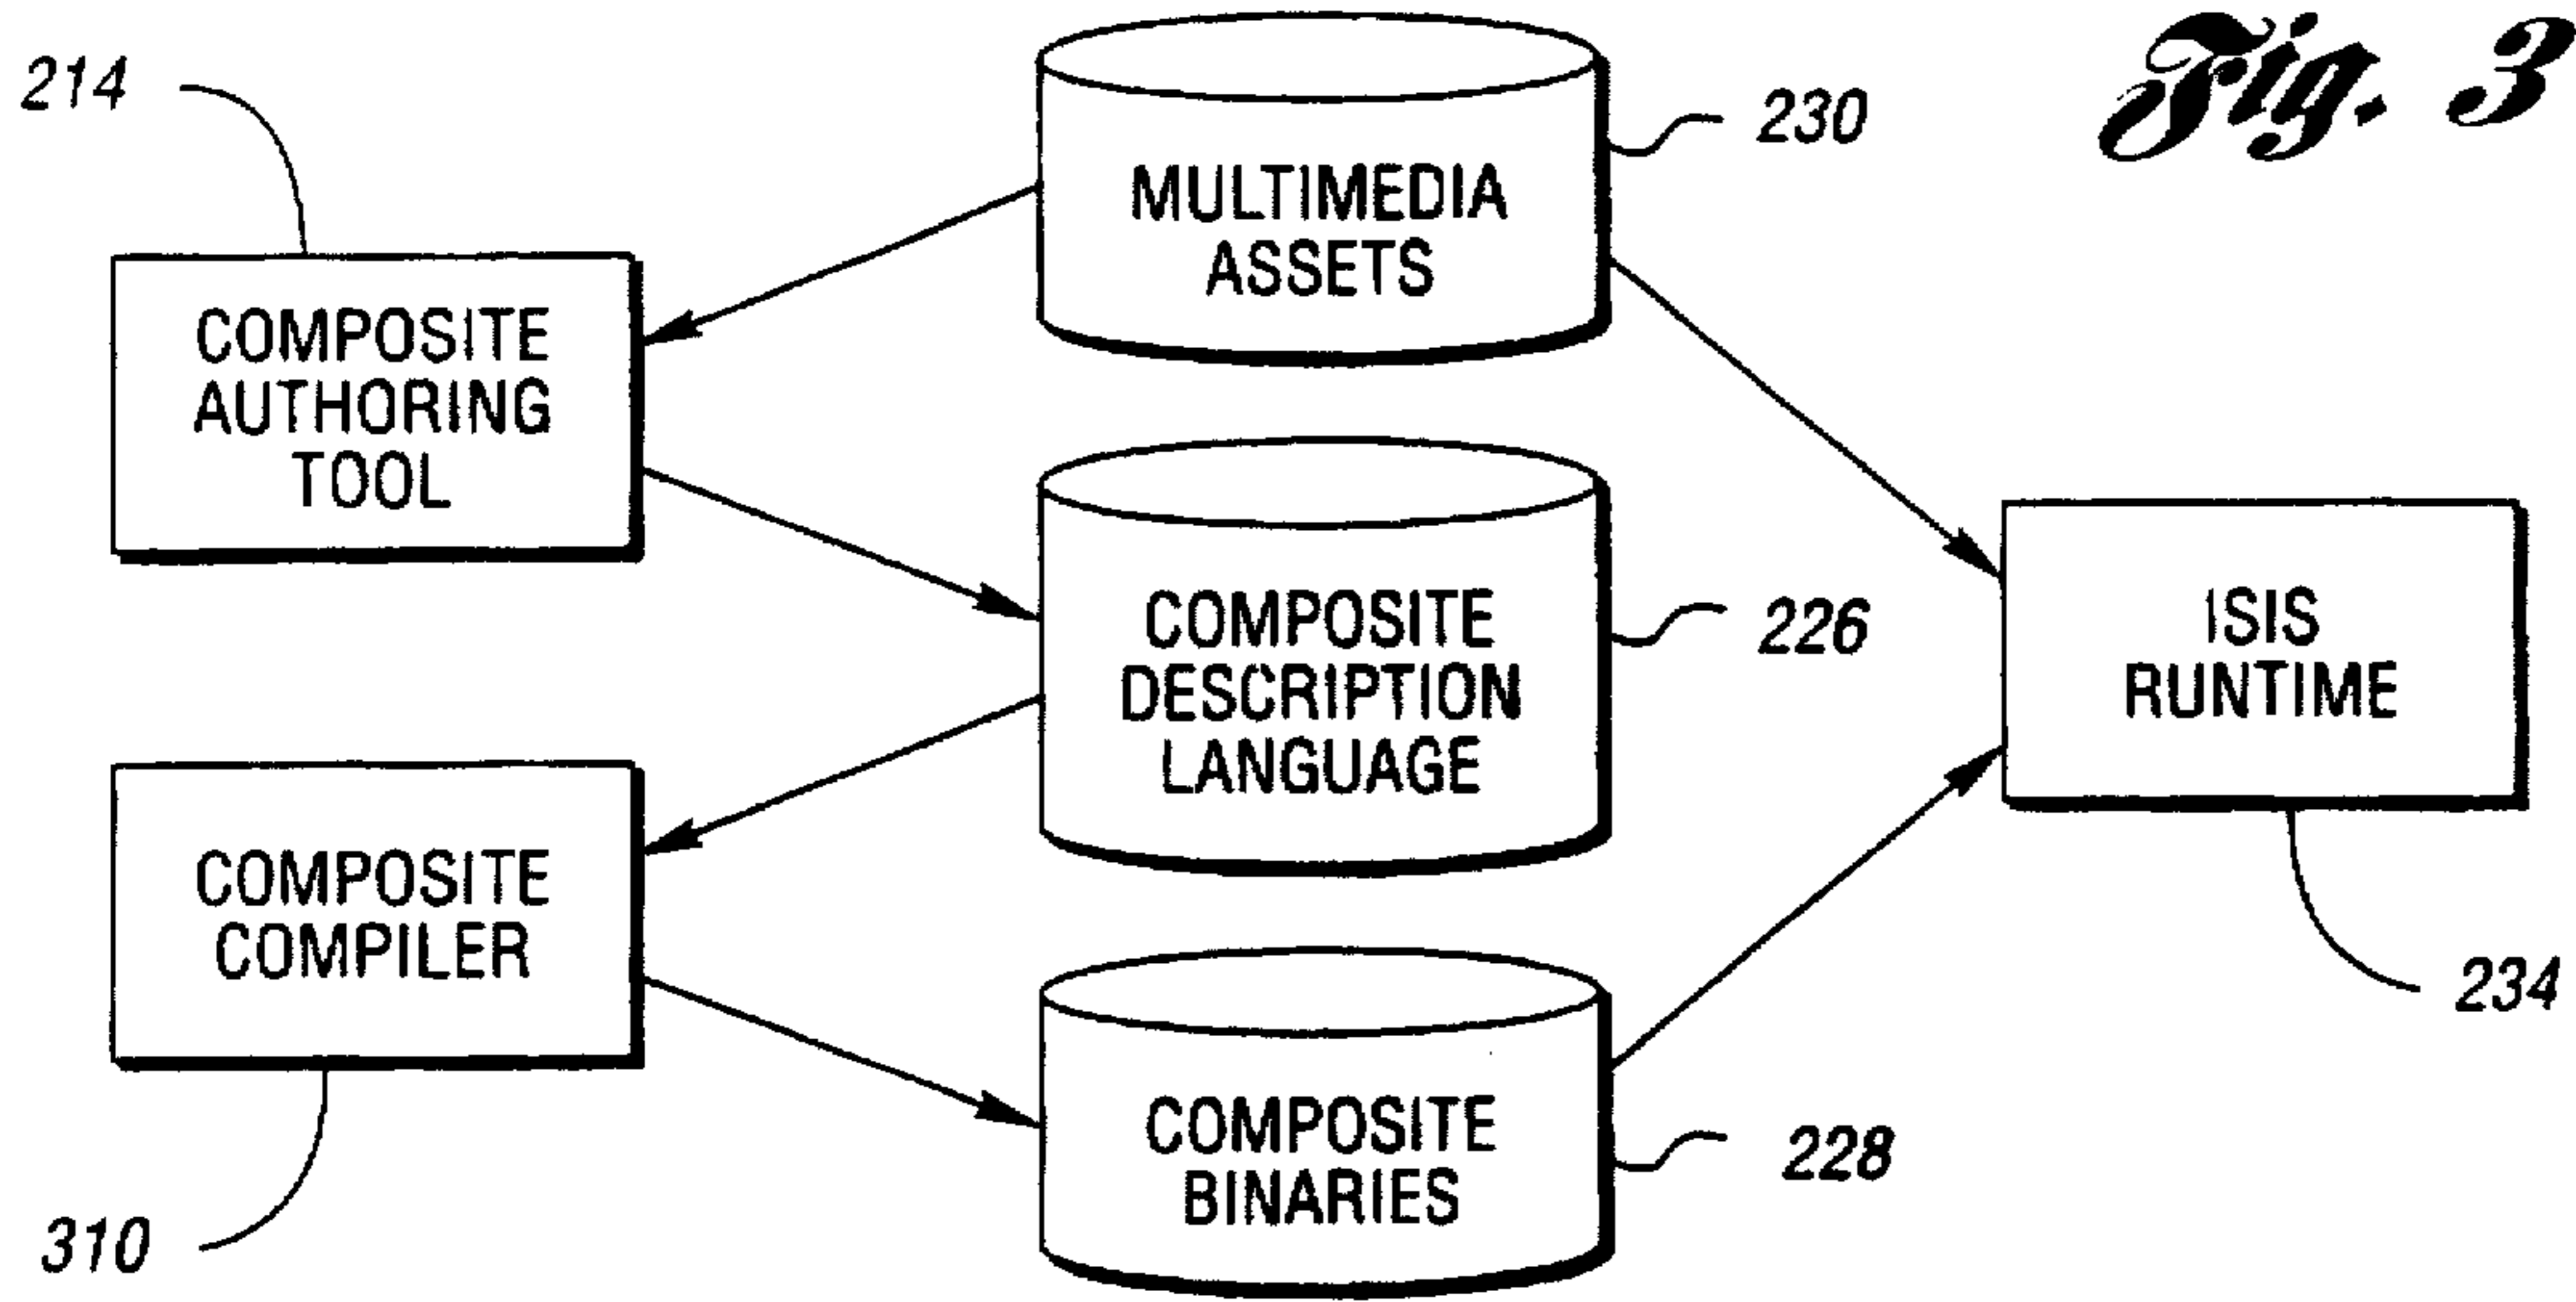 Fig. 3
214
230
MULTIMEDIA
ASSETS
COMPOSITE
AUTHORING
TOOL
COMPOSITE
DESCRIPTION
LANGUAGE
226
ISIS
RUNTIME
234
COMPOSITE
COMPILER
310
COMPOSITE
BINARIES
228